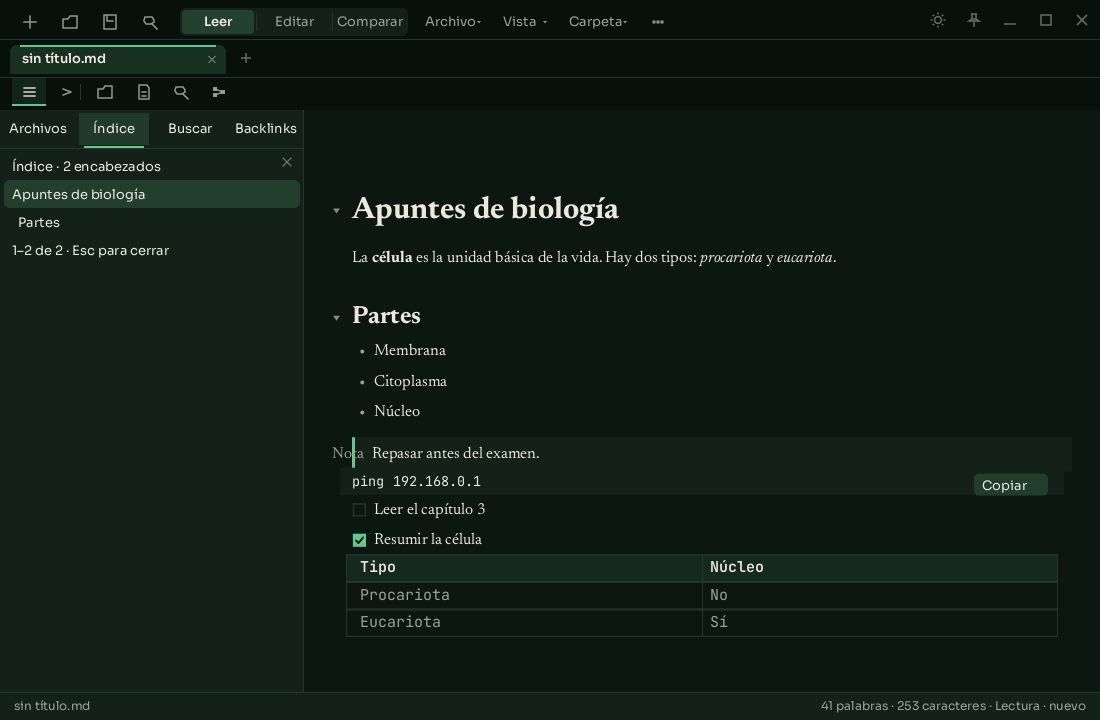 Leer Editar Comparar Archivo Vista Carpeta
sin título.md
Archivos Índice Buscar Backlinks
Índice · 2 encabezados
Apuntes de biología
Partes
1–2 de 2 · Esc para cerrar
Apuntes de biología
La célula es la unidad básica de la vida. Hay dos tipos: procariota y eucariota.
Partes
• Membrana
• Citoplasma
• Núcleo
Nota Repasar antes del examen.
ping 192.168.0.1 Copiar
Leer el capítulo 3
Resumir la célula
Tipo Núcleo
Procariota No
Eucariota Sí
sin título.md 41 palabras · 253 caracteres · Lectura · nuevo